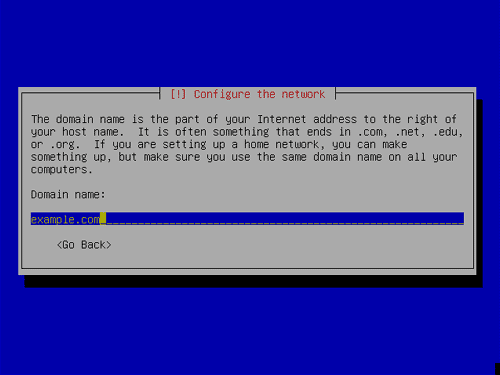 [!] Configure the network
The domain name is the part of your Internet address to the right of
your host name.  It is often something that ends in .com, .net, .edu,
or .org.  If you are setting up a home network, you can make
something up, but make sure you use the same domain name on all your
computers.
Domain name:
example.com_______________________________________________________
<Go Back>